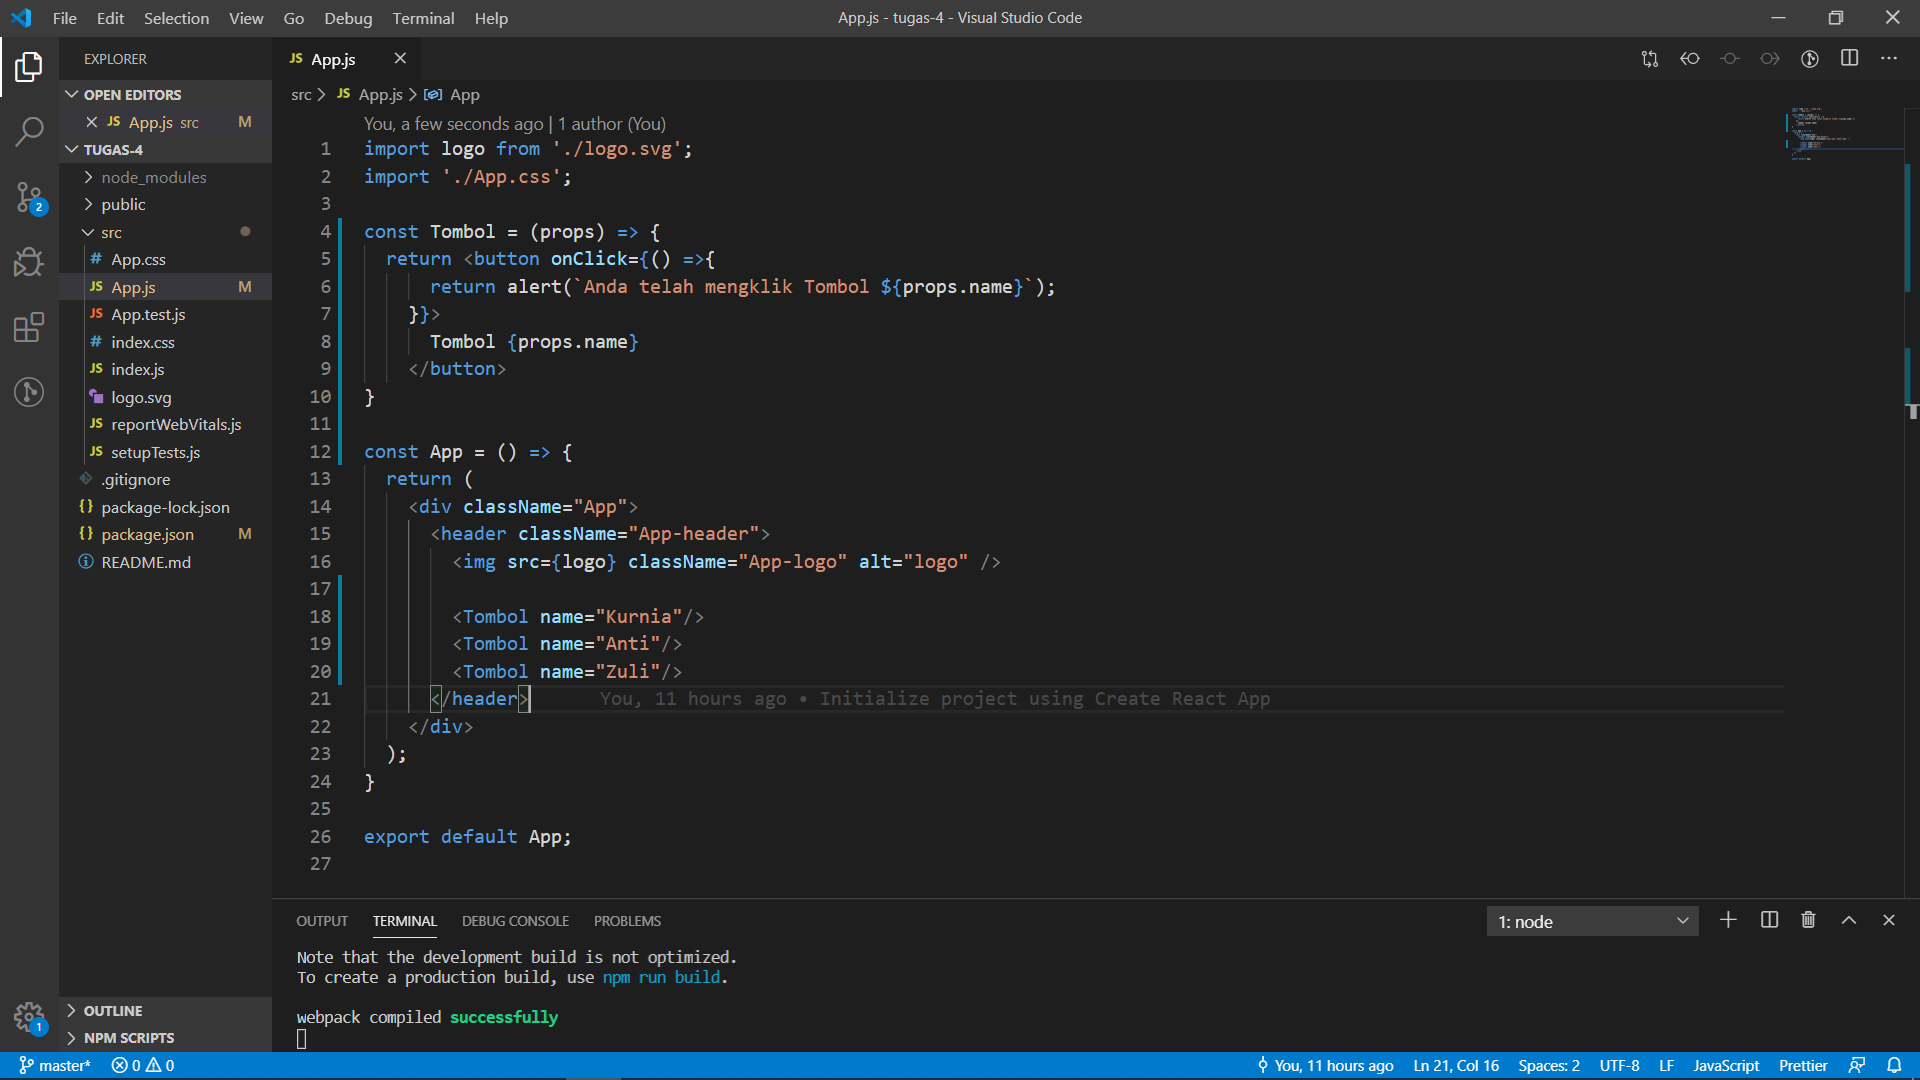 File Edit Selection View Go Debug Terminal Help
App.js - tugas-4 - Visual Studio Code
EXPLORER
OPEN EDITORS
JS App.js src M
TUGAS-4
node_modules
public
src
# App.css
JS App.js M
JS App.test.js
# index.css
JS index.js
logo.svg
JS reportWebVitals.js
JS setupTests.js
.gitignore
{} package-lock.json
{} package.json M
README.md
OUTLINE
NPM SCRIPTS
2
1
JS App.js
src > JS App.js > App
You, a few seconds ago | 1 author (You)
1 import logo from './logo.svg';
2 import './App.css';
3
4 const Tombol = (props) => {
5 return <button onClick={() =>{
6 return alert(`Anda telah mengklik Tombol ${props.name}`);
7 }}>
8 Tombol {props.name}
9 </button>
10 }
11
12 const App = () => {
13 return (
14 <div className="App">
15 <header className="App-header">
16 <img src={logo} className="App-logo" alt="logo" />
17
18 <Tombol name="Kurnia"/>
19 <Tombol name="Anti"/>
20 <Tombol name="Zuli"/>
21 </header> You, 11 hours ago • Initialize project using Create React App
22 </div>
23 );
24 }
25
26 export default App;
27
OUTPUT TERMINAL DEBUG CONSOLE PROBLEMS
1: node
Note that the development build is not optimized.
To create a production build, use npm run build.
webpack compiled successfully
master* 0 0
You, 11 hours ago Ln 21, Col 16 Spaces: 2 UTF-8 LF JavaScript Prettier